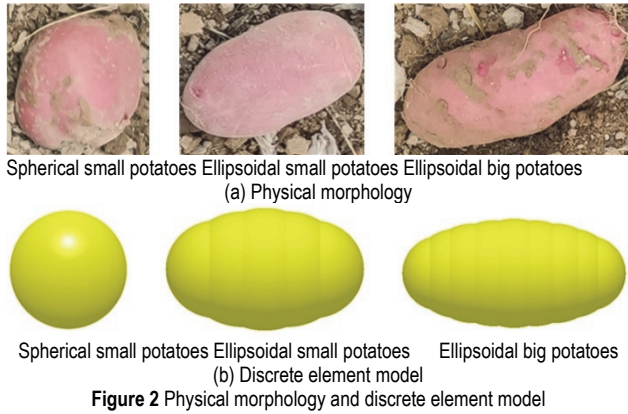 Spherical small potatoes Ellipsoidal small potatoes Ellipsoidal big potatoes
(a) Physical morphology
Spherical small potatoes Ellipsoidal small potatoes Ellipsoidal big potatoes
(b) Discrete element model
Figure 2 Physical morphology and discrete element model